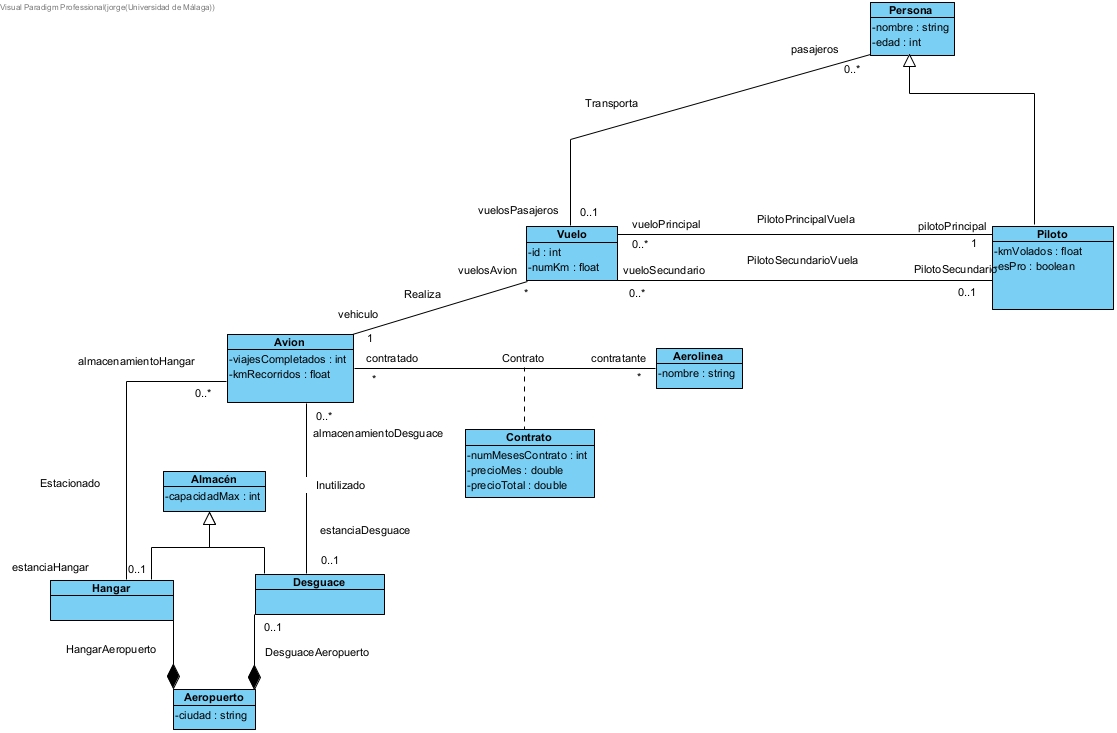 Visual Paradigm Professional(jorge(Universidad de Málaga))
Persona
-nombre : string
-edad : int
pasajeros
0..*
Transporta
vuelosPasajeros
0..1
Vuelo
-id : int
-numKm : float
vueloPrincipal
0..*
PilotoPrincipalVuela
pilotoPrincipal
1
Piloto
-kmVolados : float
-esPro : boolean
vueloSecundario
0..*
PilotoSecundarioVuela
PilotoSecundario
0..1
vuelosAvion
*
Realiza
vehiculo
1
Avion
-viajesCompletados : int
-kmRecorridos : float
contratado
*
Contrato
contratante
*
Aerolinea
-nombre : string
almacenamientoHangar
0..*
0..*
almacenamientoDesguace
Contrato
-numMesesContrato : int
-precioMes : double
-precioTotal : double
Almacén
-capacidadMax : int
Estacionado
Inutilizado
estanciaDesguace
0..1
estanciaHangar
0..1
Hangar
Desguace
0..1
HangarAeropuerto
DesguaceAeropuerto
Aeropuerto
-ciudad : string